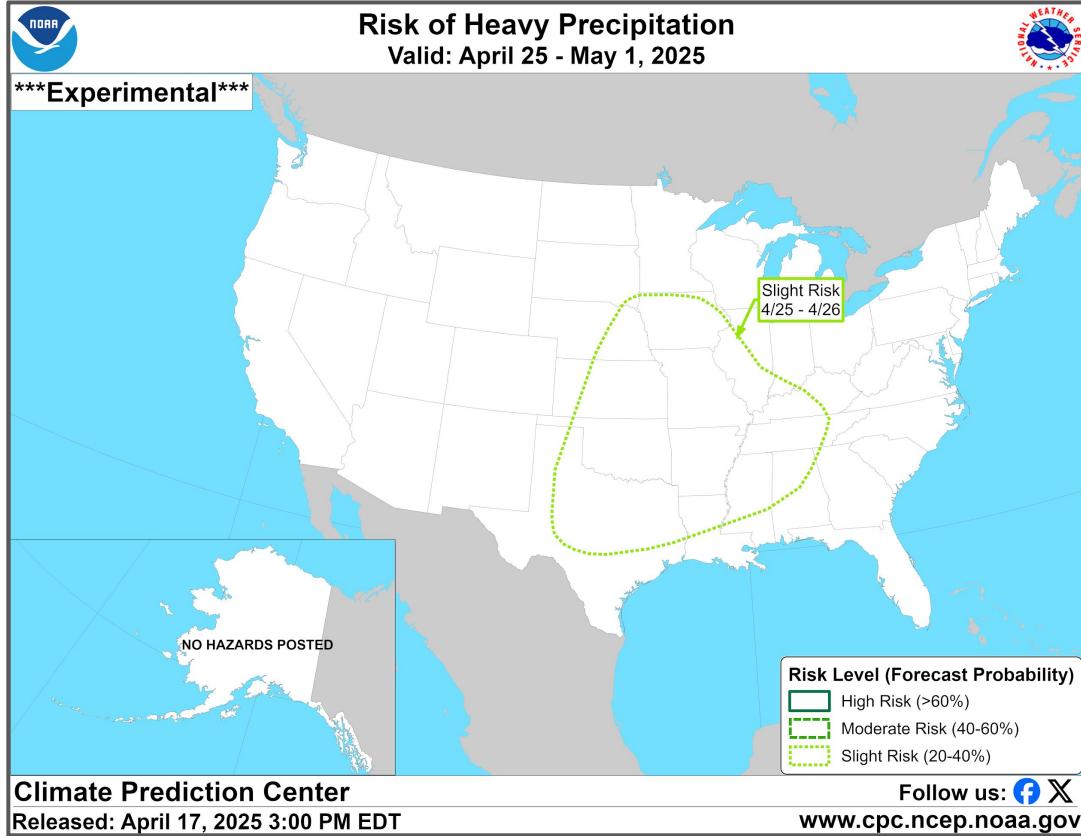 NOAA
Risk of Heavy Precipitation
Valid: April 25 - May 1, 2025
NATIONAL WEATHER SERVICE
***Experimental***
Slight Risk
4/25 - 4/26
NO HAZARDS POSTED
Risk Level (Forecast Probability)
High Risk (>60%)
Moderate Risk (40-60%)
Slight Risk (20-40%)
Climate Prediction Center
Follow us:
Released: April 17, 2025 3:00 PM EDT
www.cpc.ncep.noaa.gov